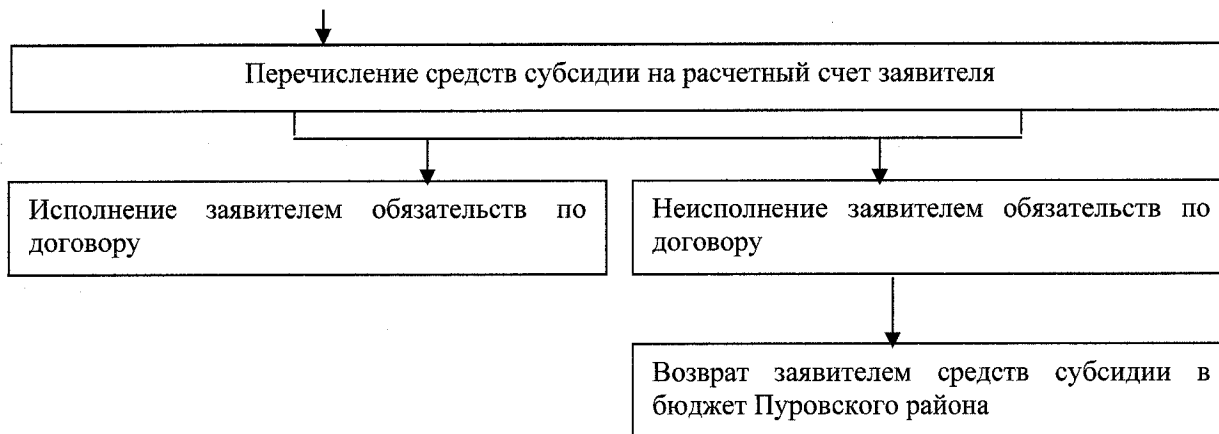 Перечисление средств субсидии на расчетный счет заявителя
Исполнение заявителем обязательств по
договору
Неисполнение заявителем обязательств по
договору
Возврат заявителем средств субсидии в
бюджет Пуровского района